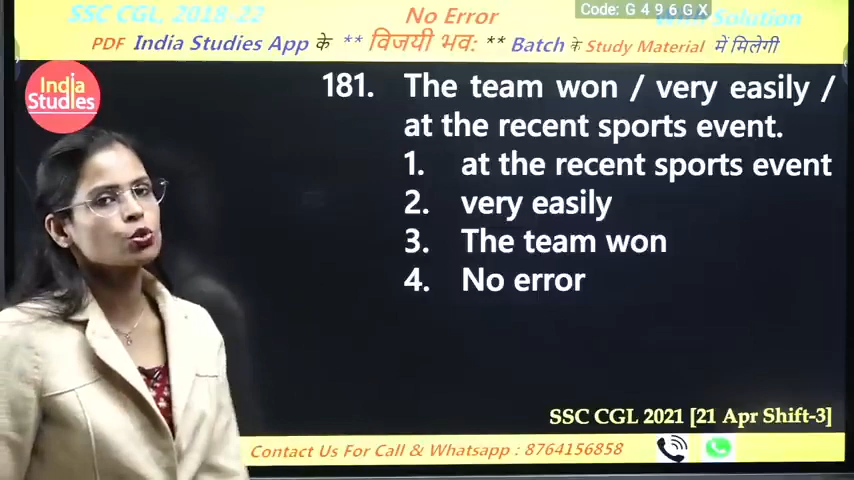 SSC CGL, 2018-22
No Error
Code: G496GX
With Solution
PDF India Studies App के ** विजयी भव: ** Batch के Study Material में मिलेगी
India
Studies
181. The team won / very easily /
at the recent sports event.
1. at the recent sports event
2. very easily
3. The team won
4. No error
SSC CGL 2021 [21 Apr Shift-3]
Contact Us For Call & Whatsapp : 8764156858